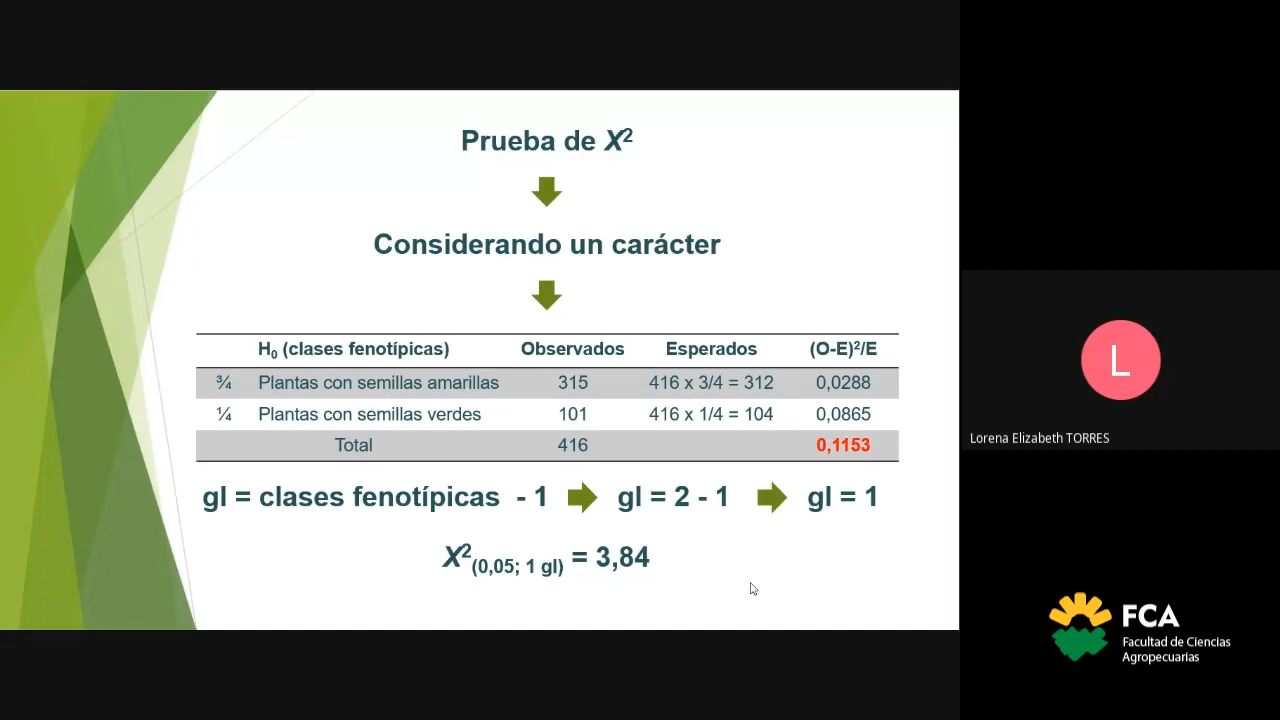 Prueba de X²
Considerando un carácter
H₀ (clases fenotípicas) Observados Esperados (O-E)²/E
¾ Plantas con semillas amarillas 315 416 x 3/4 = 312 0,0288
¼ Plantas con semillas verdes 101 416 x 1/4 = 104 0,0865
Total 416 0,1153
gl = clases fenotípicas - 1 gl = 2 - 1 gl = 1
X²(0,05; 1 gl) = 3,84
L
Lorena Elizabeth TORRES
FCA
Facultad de Ciencias
Agropecuarias